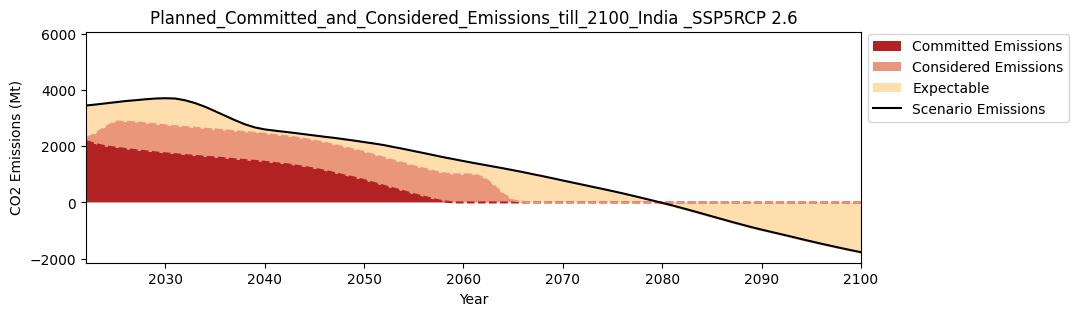 Planned_Committed_and_Considered_Emissions_till_2100_India _SSP5RCP 2.6
6000
4000
2000
0
−2000
CO2 Emissions (Mt)
2030 2040 2050 2060 2070 2080 2090 2100
Year
Committed Emissions
Considered Emissions
Expectable
Scenario Emissions